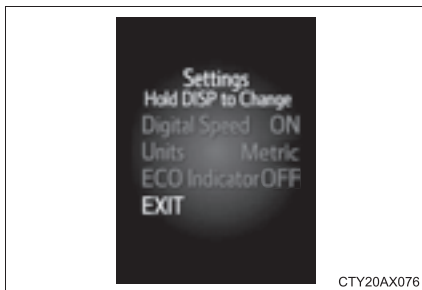 Settings
Hold DISP to Change
Digital Speed ON
Units Metric
ECO Indicator OFF
EXIT
CTY20AX076